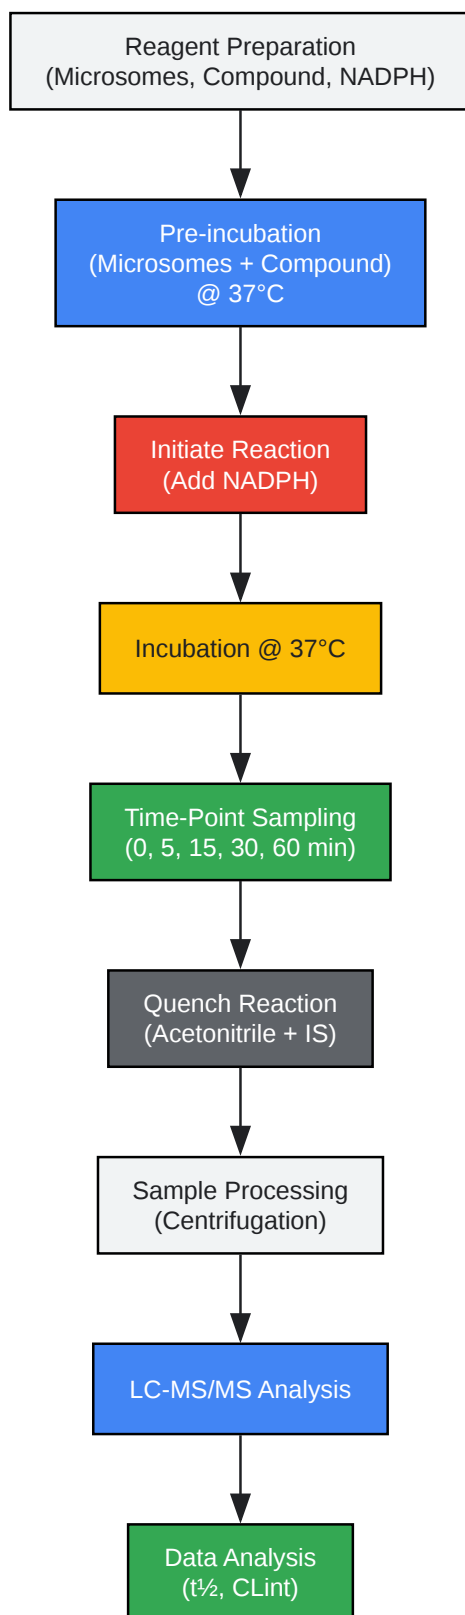 Reagent Preparation
(Microsomes, Compound, NADPH)
Pre-incubation
(Microsomes + Compound)
@ 37°C
Initiate Reaction
(Add NADPH)
Incubation @ 37°C
Time-Point Sampling
(0, 5, 15, 30, 60 min)
Quench Reaction
(Acetonitrile + IS)
Sample Processing
(Centrifugation)
LC-MS/MS Analysis
Data Analysis
(t½, CLint)